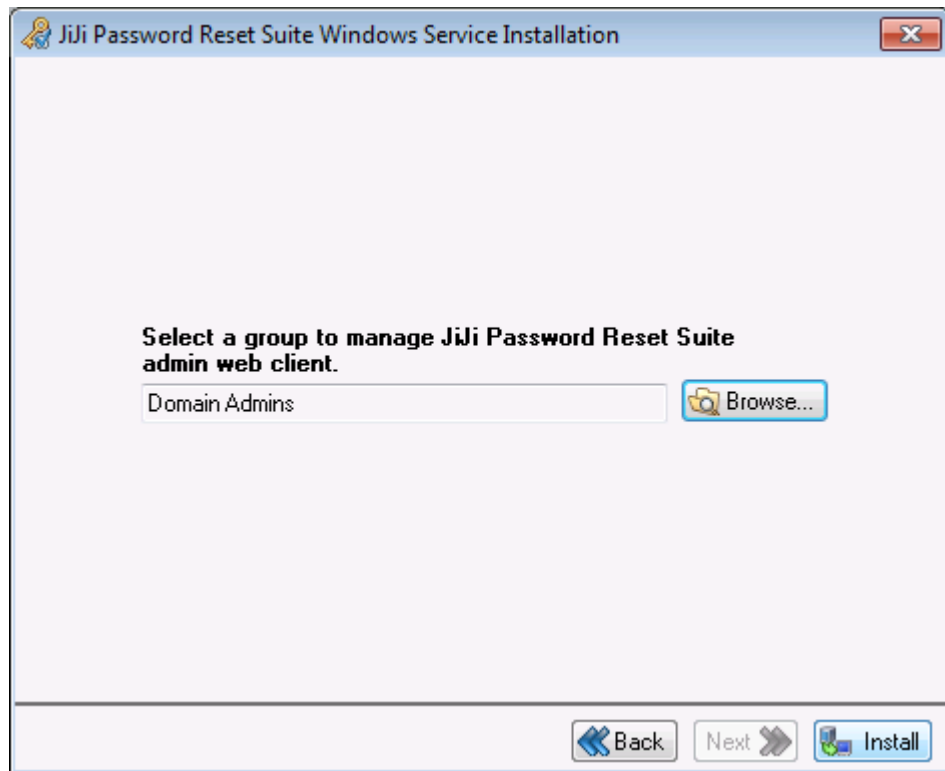 JiJi Password Reset Suite Windows Service Installation
Select a group to manage JiJi Password Reset Suite
admin web client.
Domain Admins
Browse...
Back
Next
Install